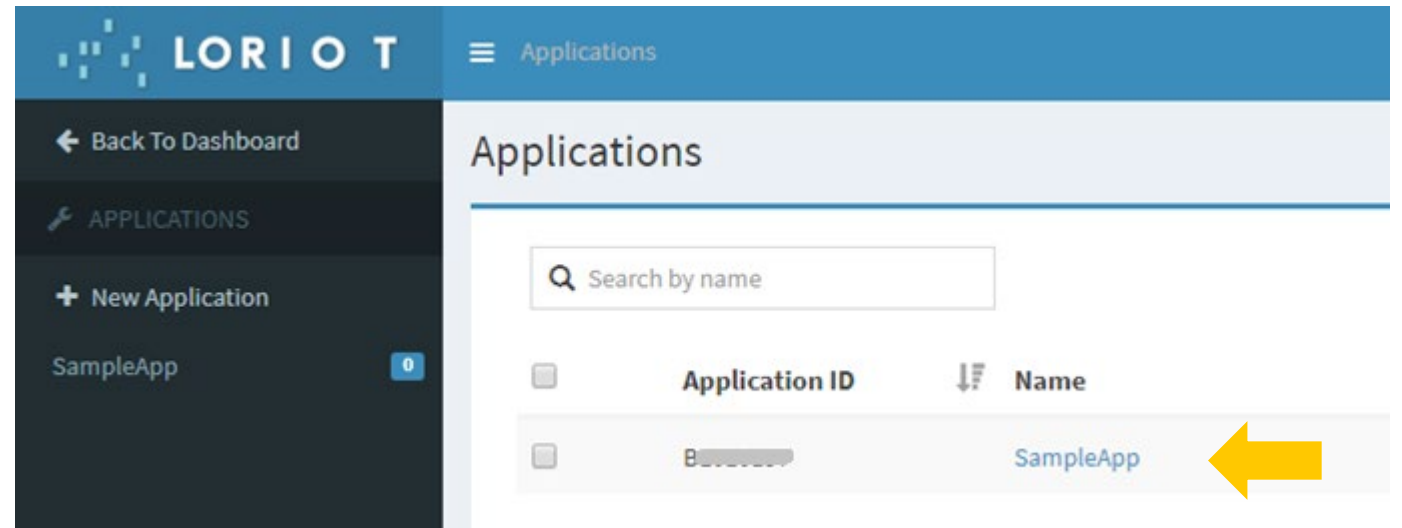 LORIOT
Applications
Back To Dashboard
APPLICATIONS
New Application
SampleApp 0
Applications
Search by name
Application ID Name
SampleApp